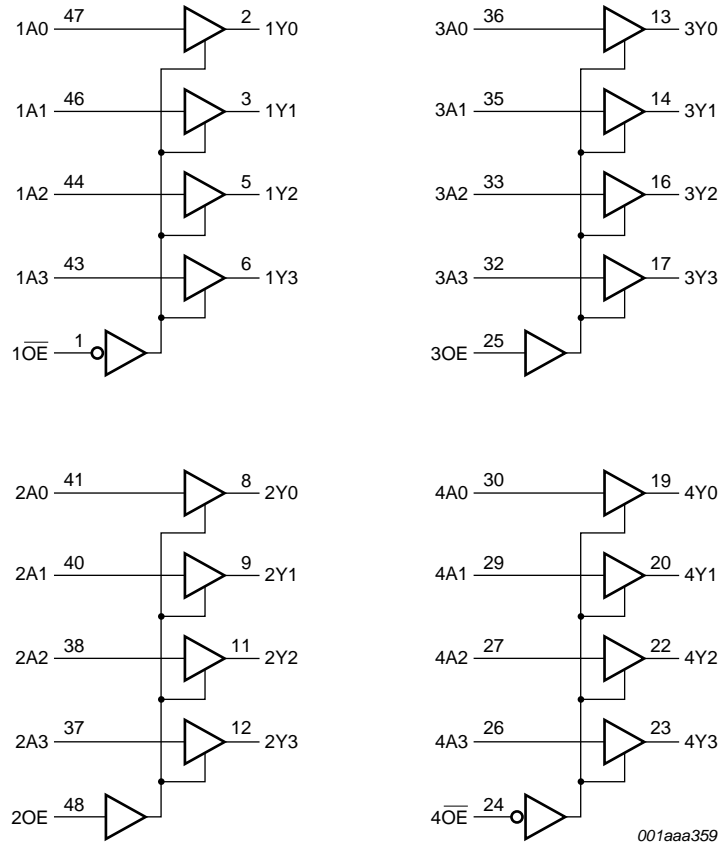 1A0 47 2 1Y0 3A0 36 13 3Y0
1A1 46 3 1Y1 3A1 35 14 3Y1
1A2 44 5 1Y2 3A2 33 16 3Y2
1A3 43 6 1Y3 3A3 32 17 3Y3
1O̅E̅ 1 3OE 25
2A0 41 8 2Y0 4A0 30 19 4Y0
2A1 40 9 2Y1 4A1 29 20 4Y1
2A2 38 11 2Y2 4A2 27 22 4Y2
2A3 37 12 2Y3 4A3 26 23 4Y3
2OE 48 4O̅E̅ 24
001aaa359